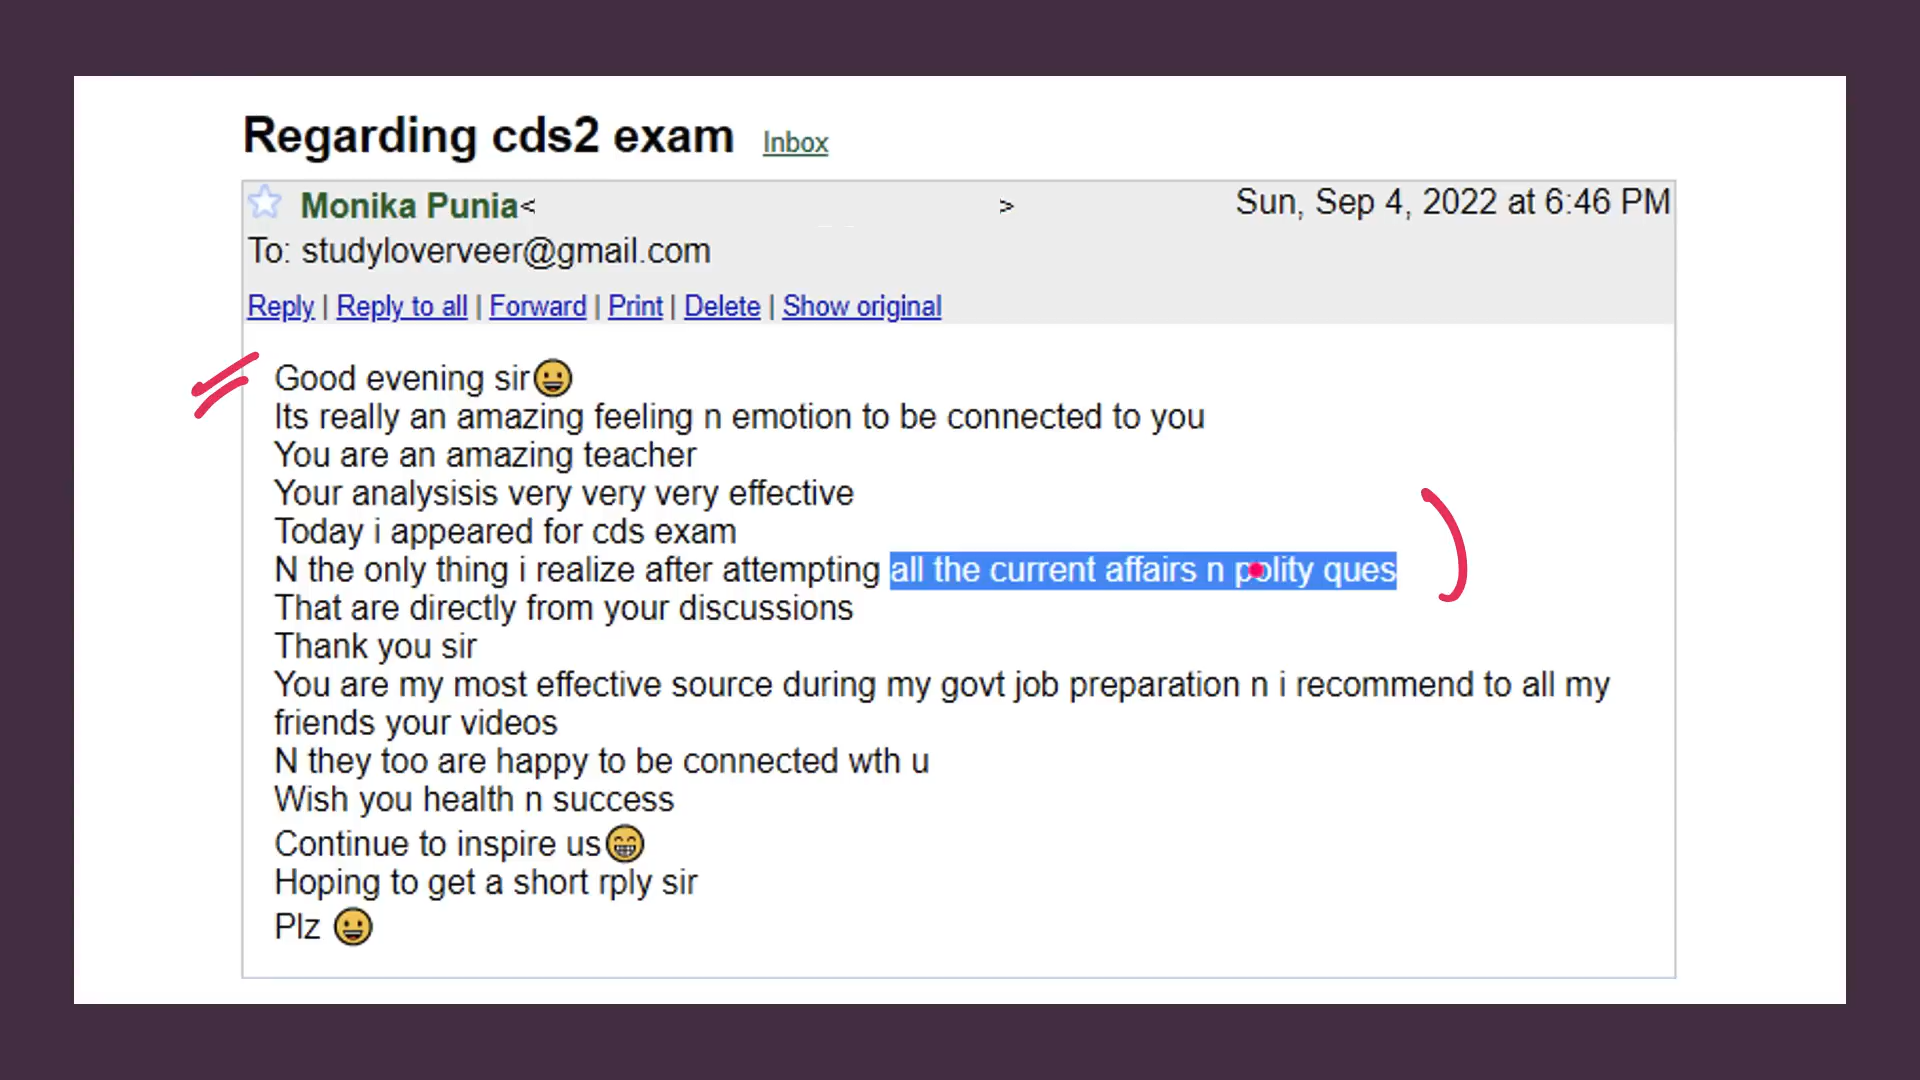 Regarding cds2 exam Inbox
Monika Punia< > Sun, Sep 4, 2022 at 6:46 PM
To: studyloverveer@gmail.com
Reply | Reply to all | Forward | Print | Delete | Show original
Good evening sir😀
Its really an amazing feeling n emotion to be connected to you
You are an amazing teacher
Your analysisis very very very effective
Today i appeared for cds exam
N the only thing i realize after attempting all the current affairs n polity ques
That are directly from your discussions
Thank you sir
You are my most effective source during my govt job preparation n i recommend to all my
friends your videos
N they too are happy to be connected wth u
Wish you health n success
Continue to inspire us😁
Hoping to get a short rply sir
Plz 😀